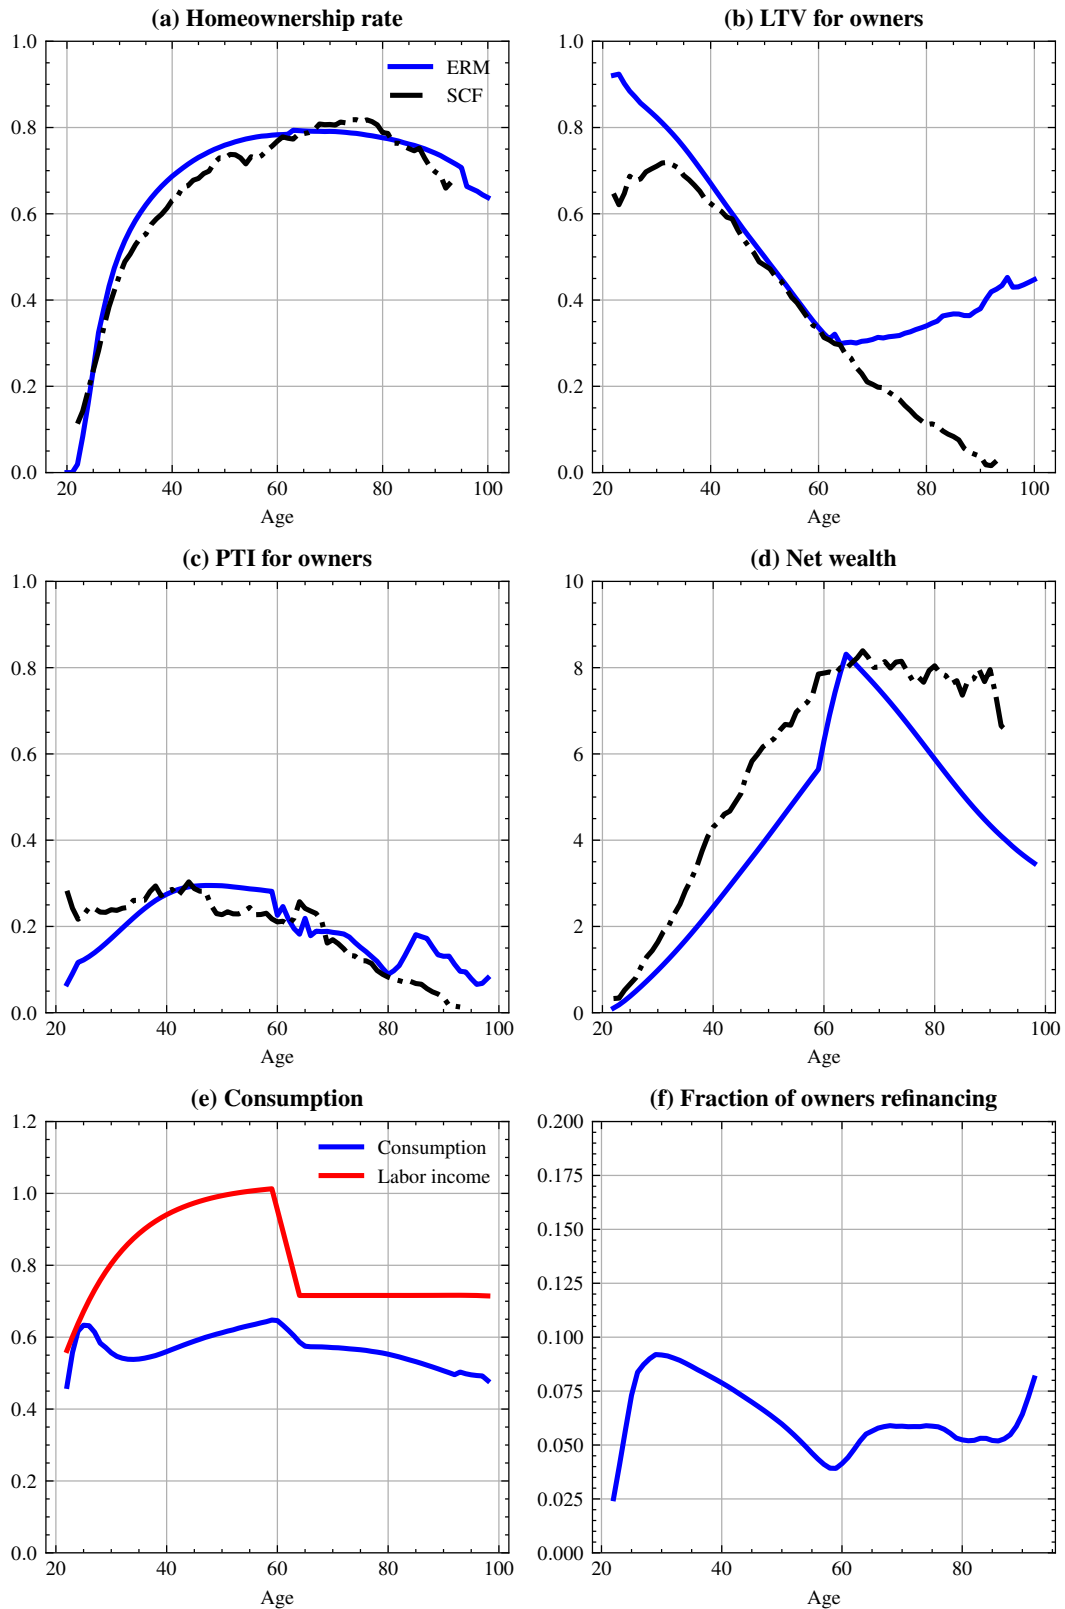 (a) Homeownership rate
1.0
0.8
0.6
0.4
0.2
0.0
20 40 60 80 100
Age
ERM
SCF
(b) LTV for owners
1.0
0.8
0.6
0.4
0.2
0.0
20 40 60 80 100
Age
(c) PTI for owners
1.0
0.8
0.6
0.4
0.2
0.0
20 40 60 80 100
Age
(d) Net wealth
10
8
6
4
2
0
20 40 60 80 100
Age
(e) Consumption
1.2
1.0
0.8
0.6
0.4
0.2
0.0
20 40 60 80 100
Age
Consumption
Labor income
(f) Fraction of owners refinancing
0.200
0.175
0.150
0.125
0.100
0.075
0.050
0.025
0.000
20 40 60 80
Age